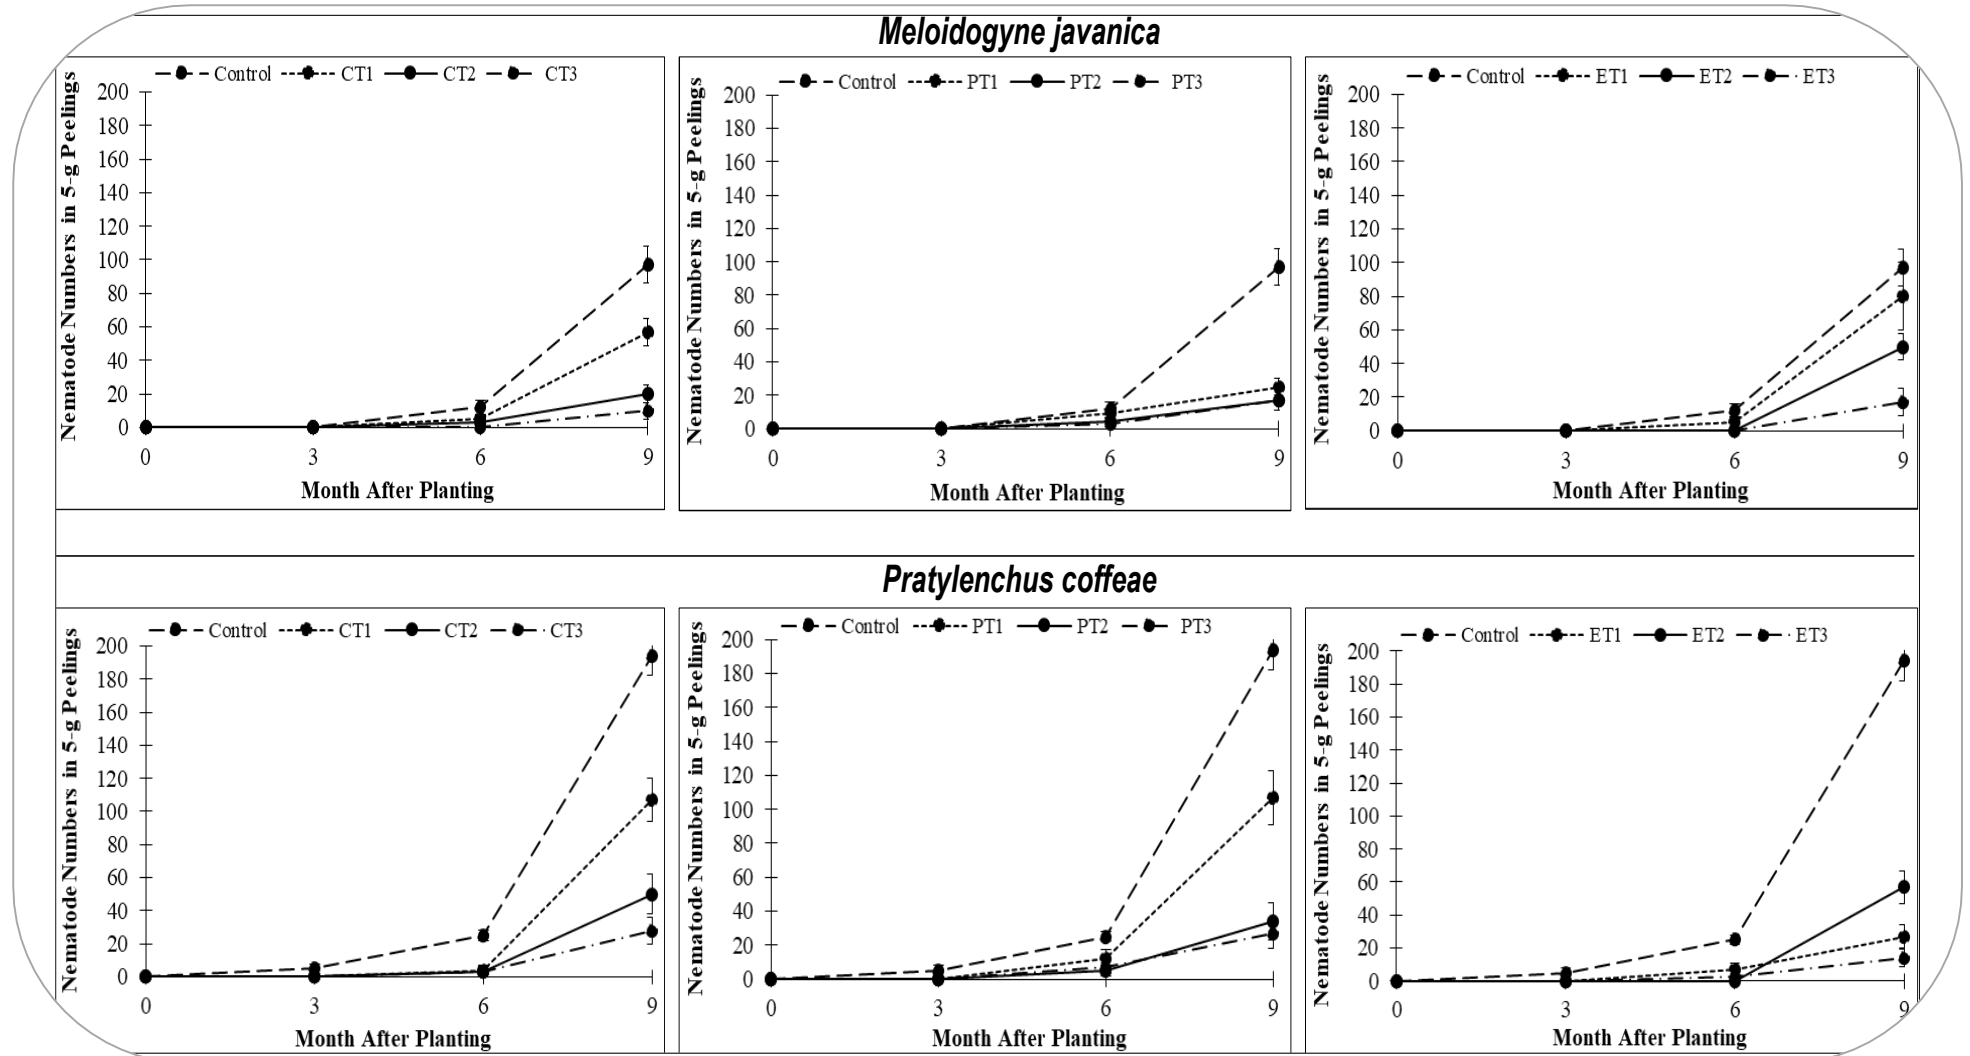 Meloidogyne javanica
Control CT1 CT2 CT3
Nematode Numbers in 5-g Peelings
200
180
160
140
120
100
80
60
40
20
0
0 3 6 9
Month After Planting
Control PT1 PT2 PT3
Nematode Numbers in 5-g Peelings
200
180
160
140
120
100
80
60
40
20
0
0 3 6 9
Month After Planting
Control ET1 ET2 ET3
Nematode Numbers in 5-g Peelings
200
180
160
140
120
100
80
60
40
20
0
0 3 6 9
Month After Planting
Pratylenchus coffeae
Control CT1 CT2 CT3
Nematode Numbers in 5-g Peelings
200
180
160
140
120
100
80
60
40
20
0
0 3 6 9
Month After Planting
Control PT1 PT2 PT3
Nematode Numbers in 5-g Peelings
200
180
160
140
120
100
80
60
40
20
0
0 3 6 9
Month After Planting
Control ET1 ET2 ET3
Nematode Numbers in 5-g Peelings
200
180
160
140
120
100
80
60
40
20
0
0 3 6 9
Month After Planting